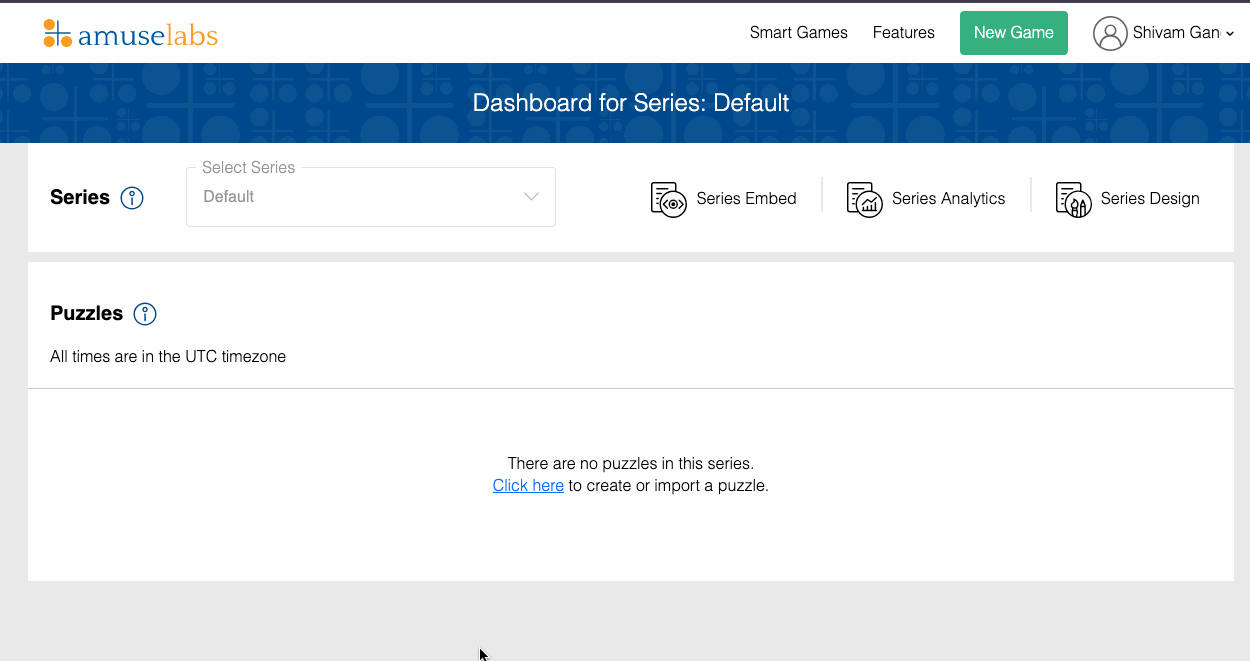 amuselabs
Smart Games
Features
New Game
Shivam Gan
Dashboard for Series: Default
Series
Select Series
Default
Series Embed
Series Analytics
Series Design
Puzzles
All times are in the UTC timezone
There are no puzzles in this series.
Click here to create or import a puzzle.